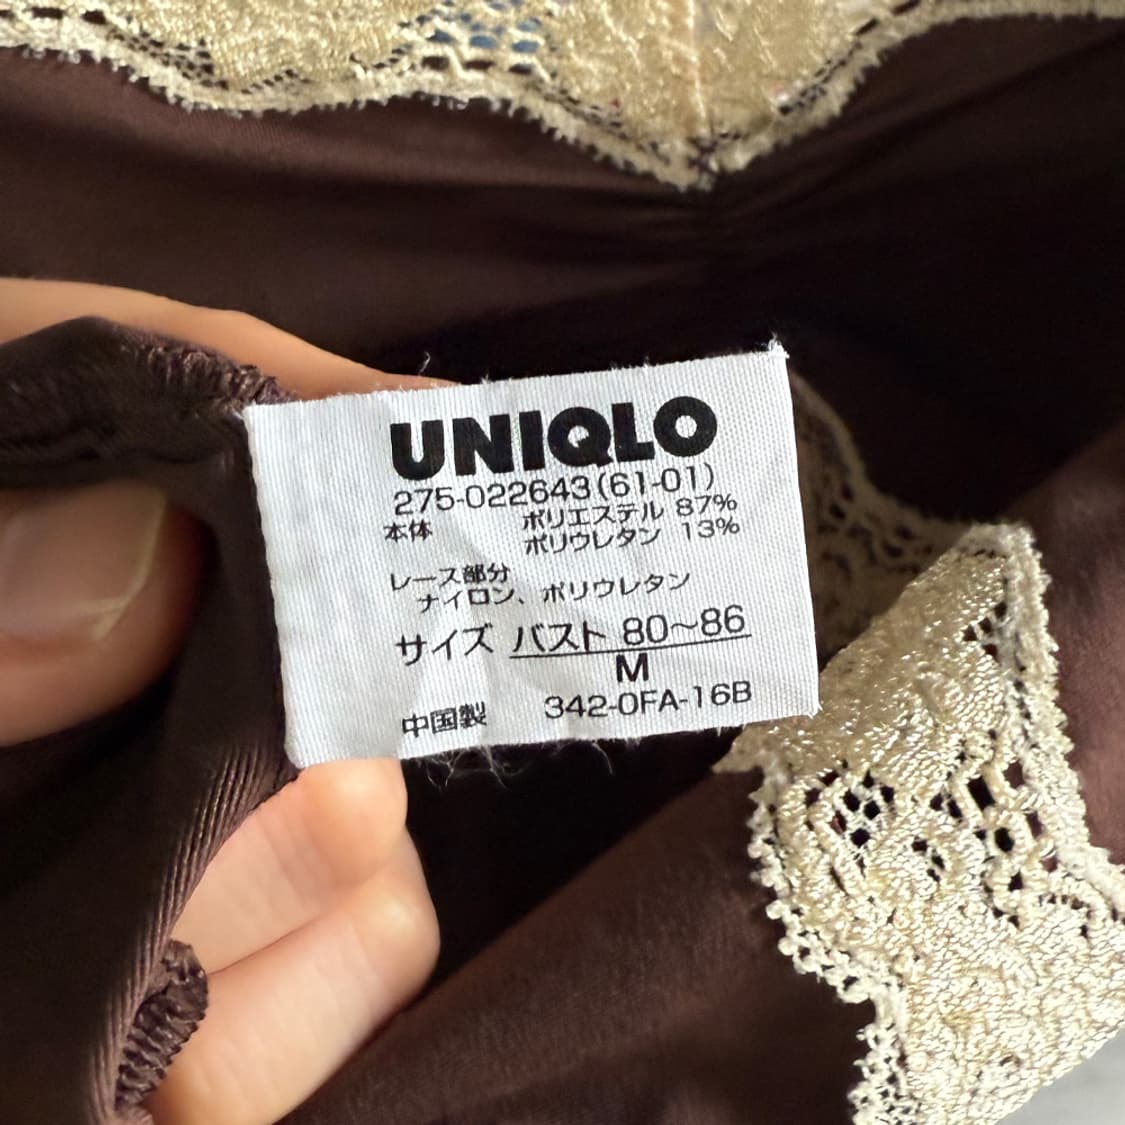 UNIQLO
275-022643(61-01)
本体 ポリエステル 87%
ポリウレタン 13%
レース部分
ナイロン、ポリウレタン
サイズ バスト 80~86
M
中国製 342-0FA-16B